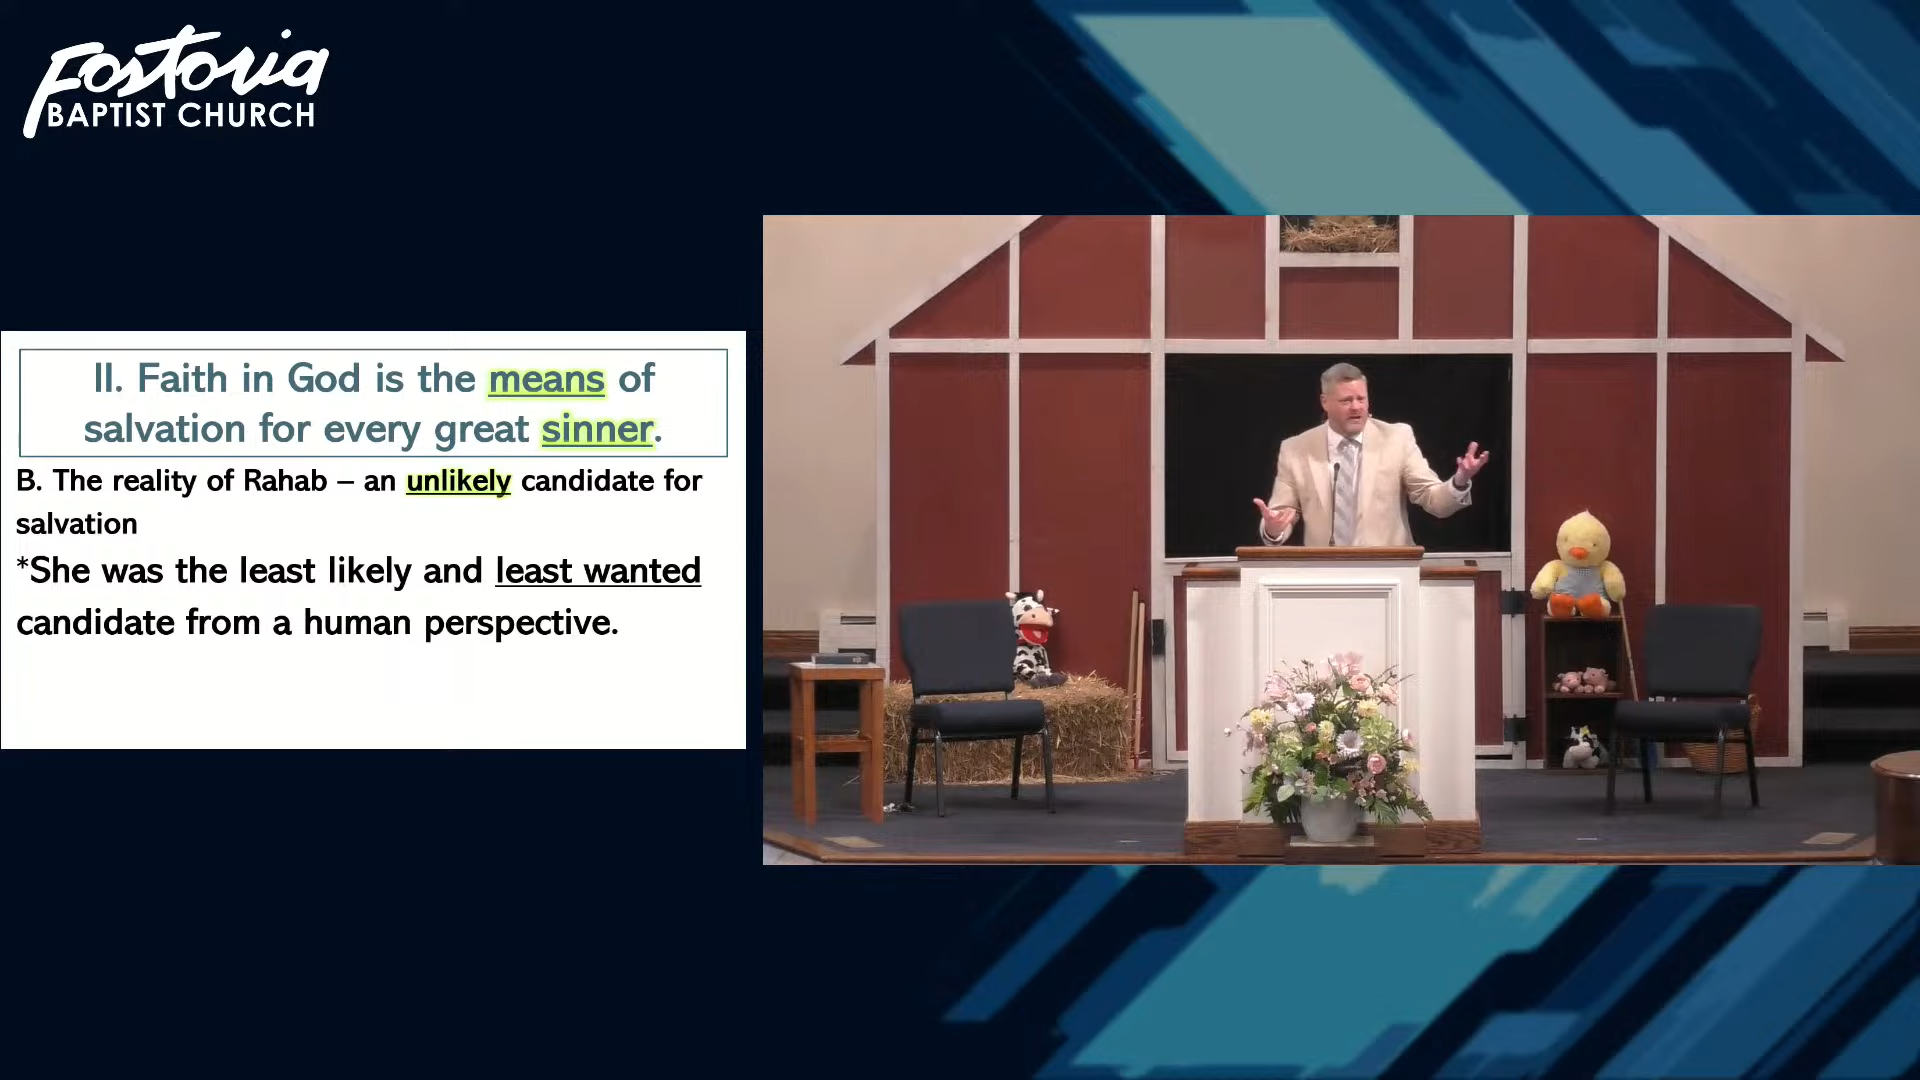 Fostoria
BAPTIST CHURCH
II. Faith in God is the means of
salvation for every great sinner.
B. The reality of Rahab – an unlikely candidate for
salvation
*She was the least likely and least wanted
candidate from a human perspective.